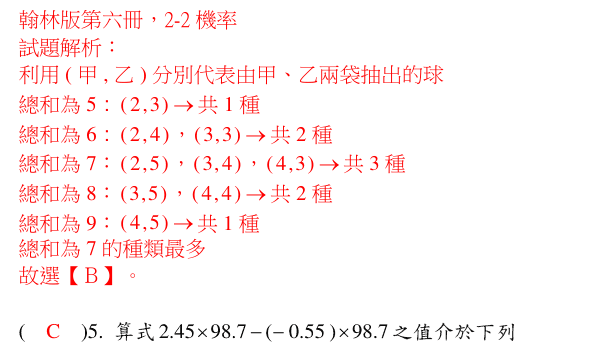 翰林版第六冊，2-2 機率
試題解析：
利用 ( 甲 , 乙 ) 分別代表由甲、乙兩袋抽出的球
總和為 5：(2,3)→共 1 種
總和為 6：(2,4)，(3,3)→共 2 種
總和為 7：(2,5)，(3,4)，(4,3)→共 3 種
總和為 8：(3,5)，(4,4)→共 2 種
總和為 9：(4,5)→共 1 種
總和為 7 的種類最多
故選【Ｂ】。
(　C　)5. 算式 2.45×98.7－(－0.55)×98.7 之值介於下列